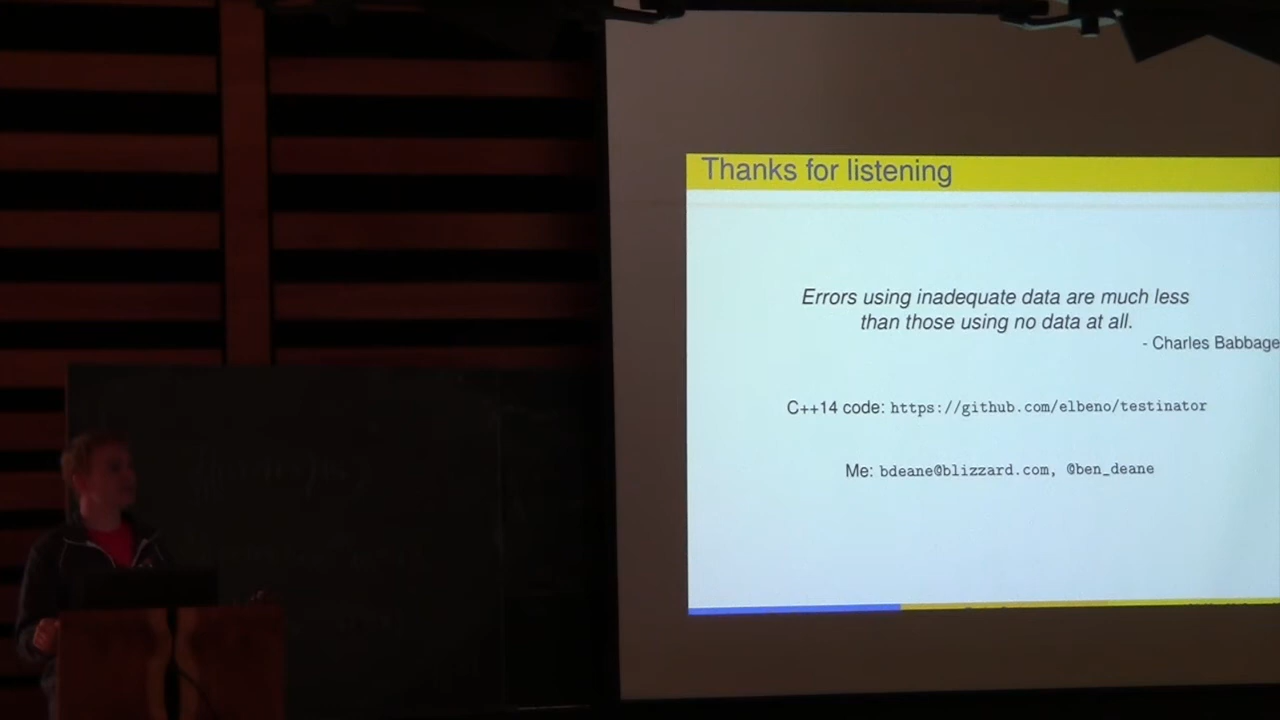 Thanks for listening
Errors using inadequate data are much less
than those using no data at all.
- Charles Babbage
C++14 code: https://github.com/elbeno/testinator
Me: bdeane@blizzard.com, @ben_deane